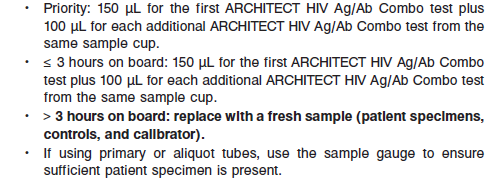 • Priority: 150 µL for the first ARCHITECT HIV Ag/Ab Combo test plus
100 µL for each additional ARCHITECT HIV Ag/Ab Combo test from the
same sample cup.
• ≤ 3 hours on board: 150 µL for the first ARCHITECT HIV Ag/Ab Combo
test plus 100 µL for each additional ARCHITECT HIV Ag/Ab Combo test
from the same sample cup.
• > 3 hours on board: replace with a fresh sample (patient specimens,
controls, and calibrator).
• If using primary or aliquot tubes, use the sample gauge to ensure
sufficient patient specimen is present.